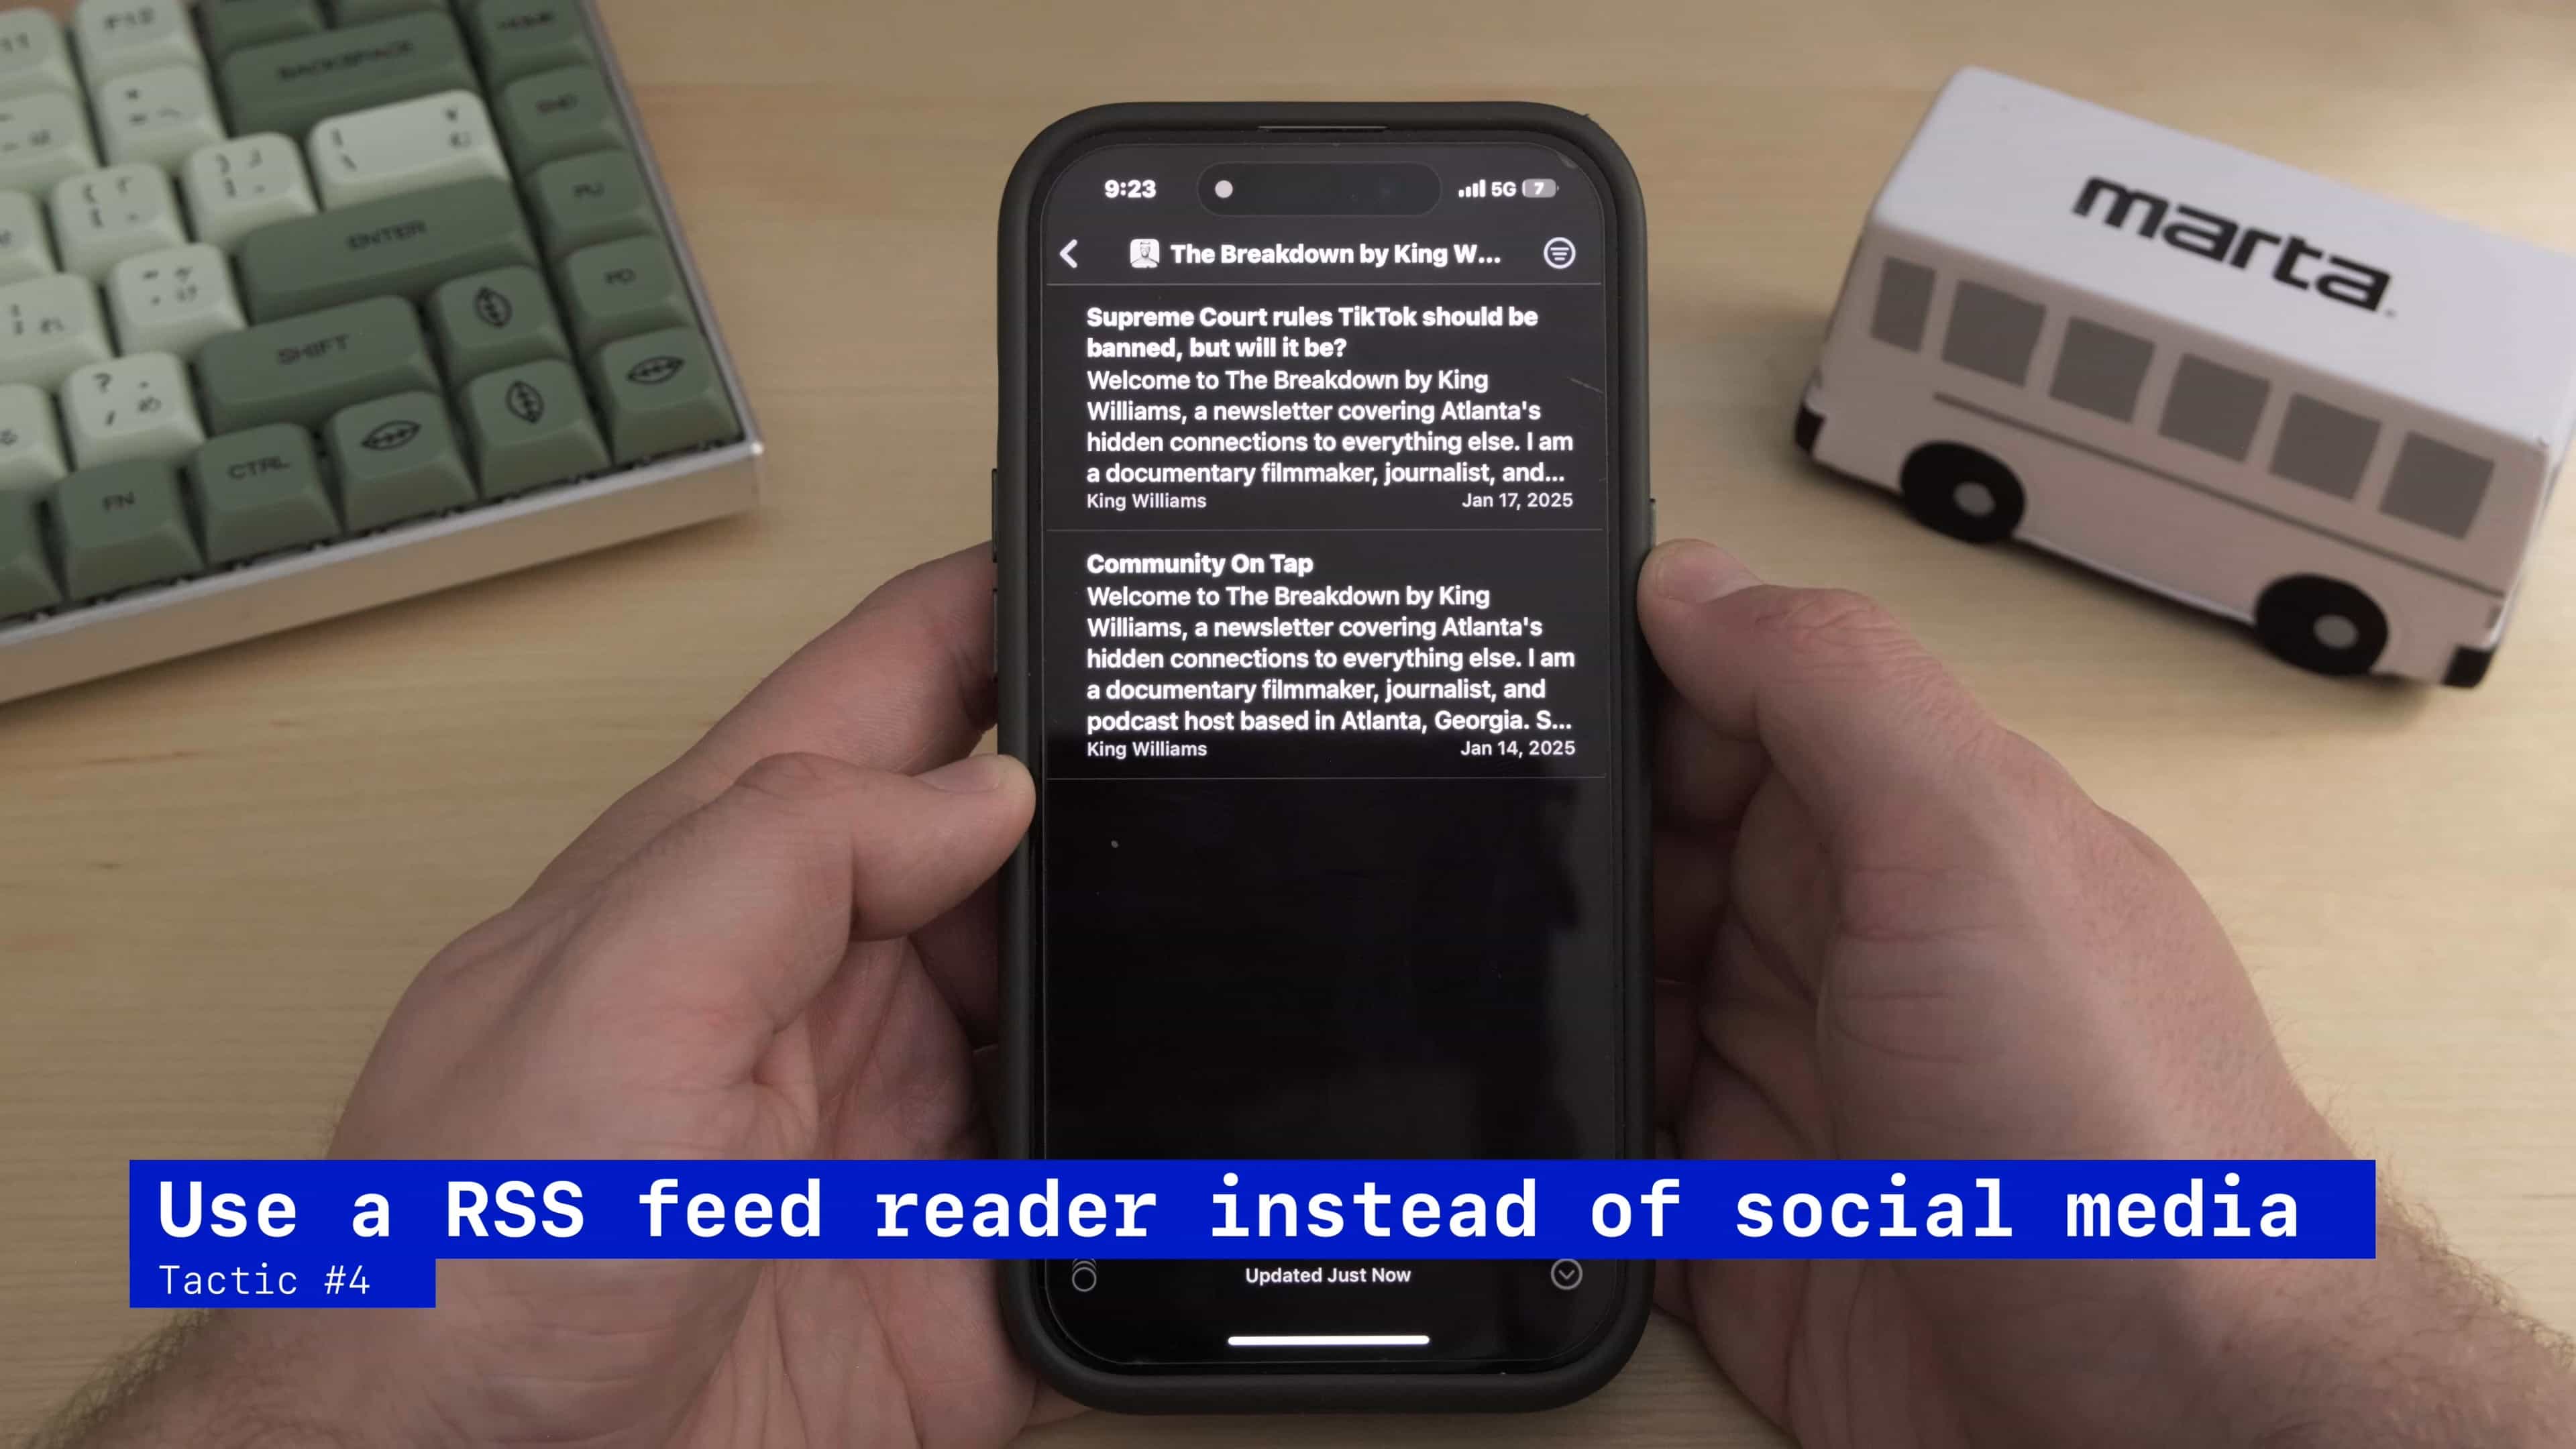 BACKSPACE
HOME
END
ENTER
PU
SHIFT
PD
FN
CTRL
marta
9:23
5G 7
The Breakdown by King W...
Supreme Court rules TikTok should be
banned, but will it be?
Welcome to The Breakdown by King
Williams, a newsletter covering Atlanta's
hidden connections to everything else. I am
a documentary filmmaker, journalist, and...
King Williams
Jan 17, 2025
Community On Tap
Welcome to The Breakdown by King
Williams, a newsletter covering Atlanta's
hidden connections to everything else. I am
a documentary filmmaker, journalist, and
podcast host based in Atlanta, Georgia. S...
King Williams
Jan 14, 2025
Use a RSS feed reader instead of social media
Tactic #4
Updated Just Now